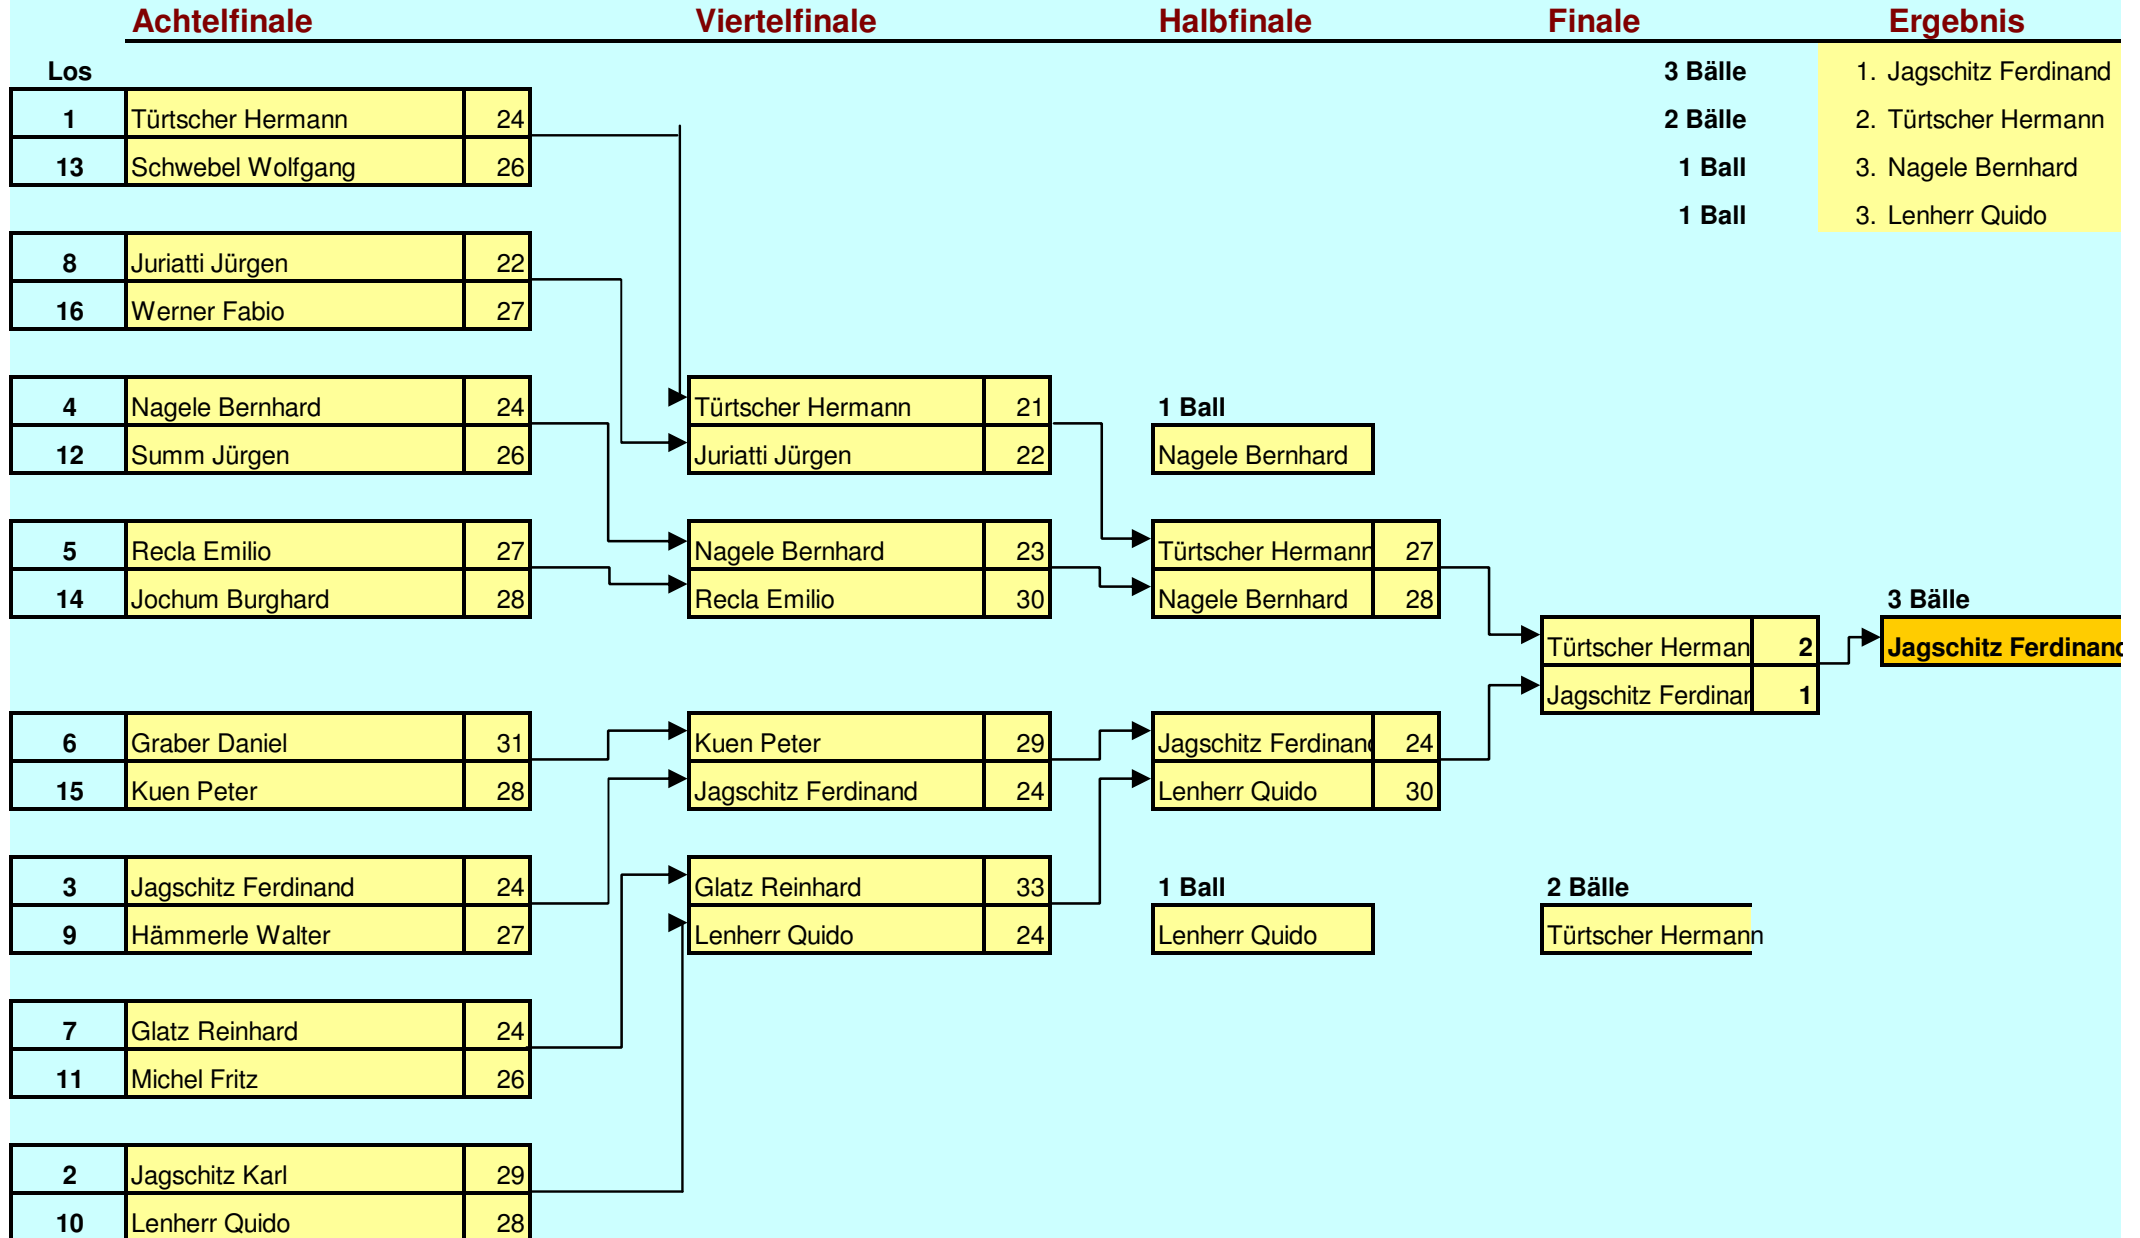 Achtelfinale Viertelfinale Halbfinale Finale Ergebnis
Los 3 Bälle 1. Jagschitz Ferdinand
1 Türtscher Hermann 24 2 Bälle 2. Türtscher Hermann
13 Schwebel Wolfgang 26 1 Ball 3. Nagele Bernhard
1 Ball 3. Lenherr Quido
8 Juriatti Jürgen 22
16 Werner Fabio 27
4 Nagele Bernhard 24 Türtscher Hermann 21 1 Ball
12 Summ Jürgen 26 Juriatti Jürgen 22 Nagele Bernhard
5 Recla Emilio 27 Nagele Bernhard 23 Türtscher Hermann 27
14 Jochum Burghard 28 Recla Emilio 30 Nagele Bernhard 28 3 Bälle
Türtscher Herman 2 Jagschitz Ferdinand
Jagschitz Ferdinar 1
6 Graber Daniel 31 Kuen Peter 29 Jagschitz Ferdinand 24
15 Kuen Peter 28 Jagschitz Ferdinand 24 Lenherr Quido 30
3 Jagschitz Ferdinand 24 Glatz Reinhard 33 1 Ball 2 Bälle
9 Hämmerle Walter 27 Lenherr Quido 24 Lenherr Quido Türtscher Hermann
7 Glatz Reinhard 24
11 Michel Fritz 26
2 Jagschitz Karl 29
10 Lenherr Quido 28